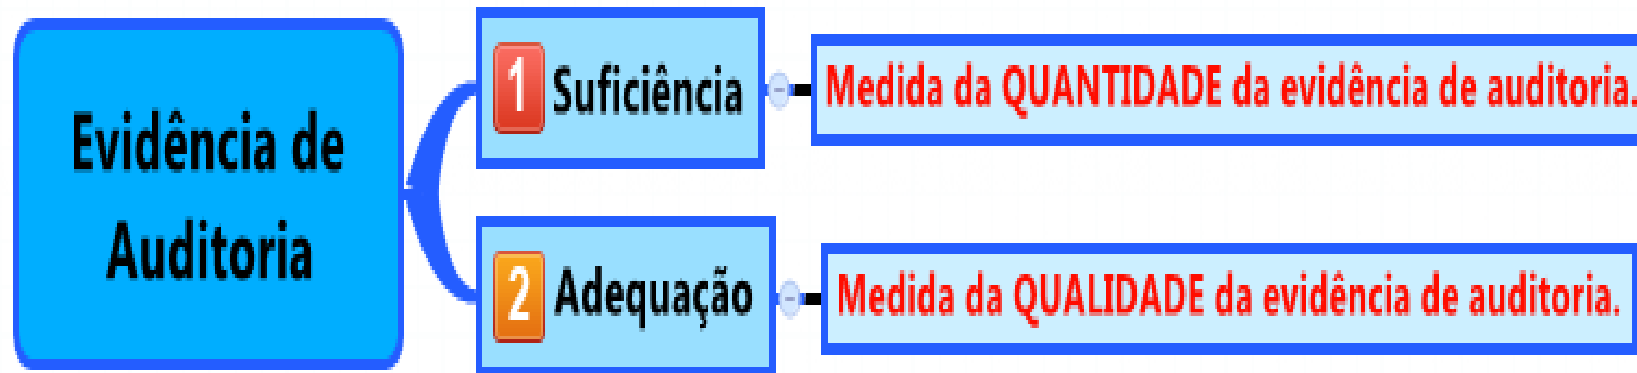 Evidência de
Auditoria
1 Suficiência
Medida da QUANTIDADE da evidência de auditoria.
2 Adequação
Medida da QUALIDADE da evidência de auditoria.